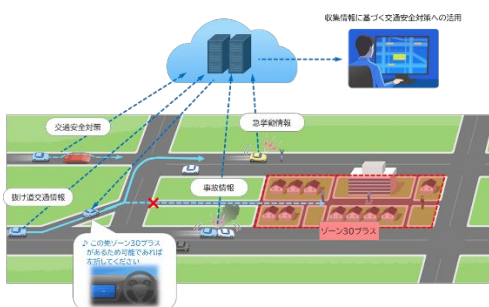 収集情報に基づく交通安全対策への活用
交通安全対策
急挙動情報
抜け道交通情報
事故情報
ゾーン30プラス
♪ この先ゾーン30プラス
があるため可能であれば
左折してください